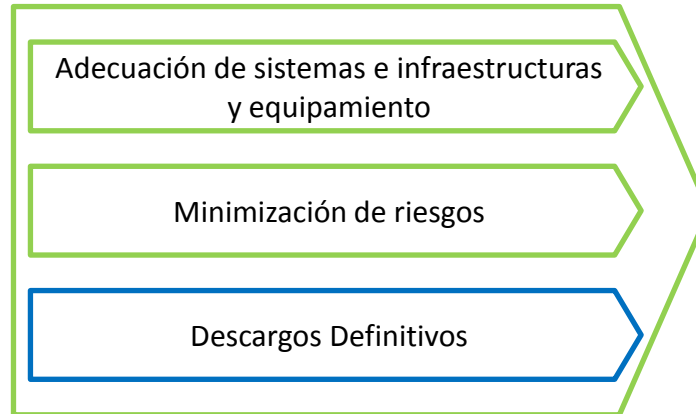 Adecuación de sistemas e infraestructuras
y equipamiento
Minimización de riesgos
Descargos Definitivos